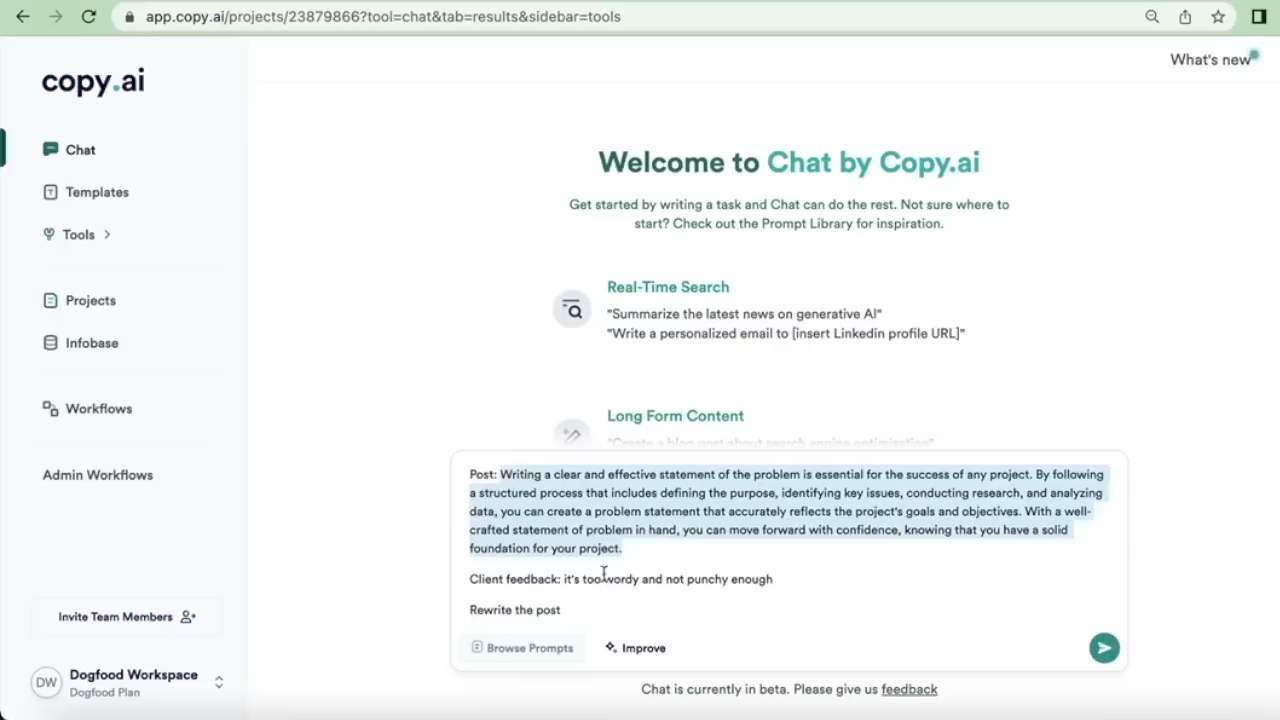 app.copy.ai/projects/23879866?tool=chat&tab=results&sidebar=tools
What's new
copy.ai
Chat
Templates
Tools
Projects
Infobase
Workflows
Admin Workflows
Invite Team Members
DW
Dogfood Workspace
Dogfood Plan
Welcome to Chat by Copy.ai
Get started by writing a task and Chat can do the rest. Not sure where to
start? Check out the Prompt Library for inspiration.
Real-Time Search
"Summarize the latest news on generative AI"
"Write a personalized email to [insert Linkedin profile URL]"
Long Form Content
"Create a blog post about search engine optimization"
Post: Writing a clear and effective statement of the problem is essential for the success of any project. By following
a structured process that includes defining the purpose, identifying key issues, conducting research, and analyzing
data, you can create a problem statement that accurately reflects the project's goals and objectives. With a well-
crafted statement of problem in hand, you can move forward with confidence, knowing that you have a solid
foundation for your project.
Client feedback: it's too wordy and not punchy enough
Rewrite the post
Browse Prompts
Improve
Chat is currently in beta. Please give us feedback